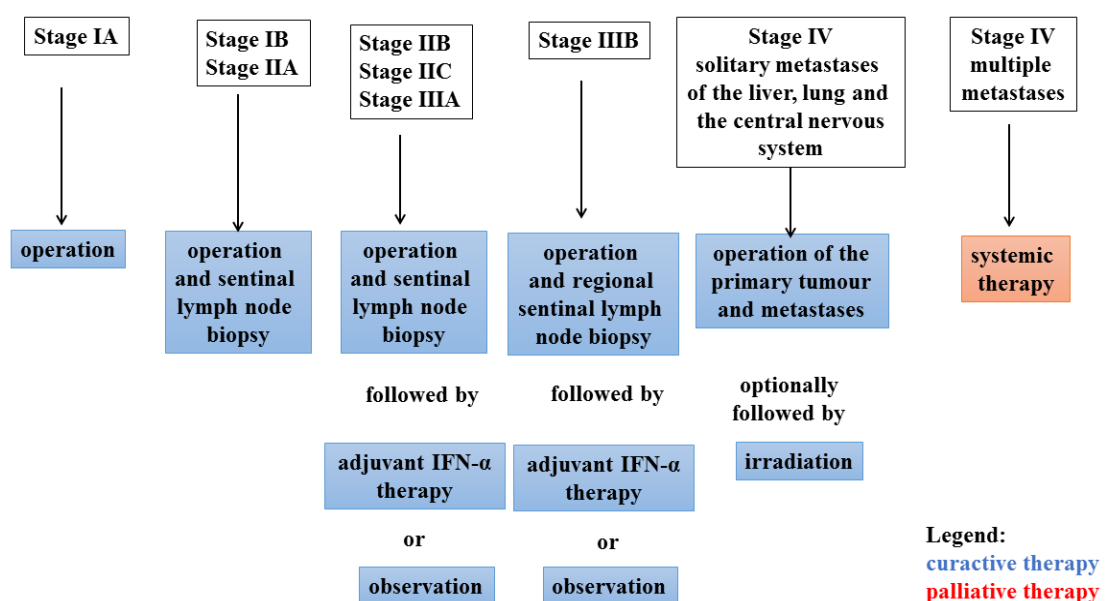 Stage IA
Stage IB
Stage IIA
Stage IIB
Stage IIC
Stage IIIA
Stage IIIB
Stage IV
solitary metastases
of the liver, lung and
the central nervous
system
Stage IV
multiple
metastases
operation
operation
and sentinal
lymph node
biopsy
operation
and sentinal
lymph node
biopsy
operation
and regional
sentinal lymph
node biopsy
operation of the
primary tumour
and metastases
systemic
therapy
followed by
followed by
optionally
followed by
adjuvant IFN-α
therapy
adjuvant IFN-α
therapy
irradiation
or
or
observation
observation
Legend:
curactive therapy
palliative therapy